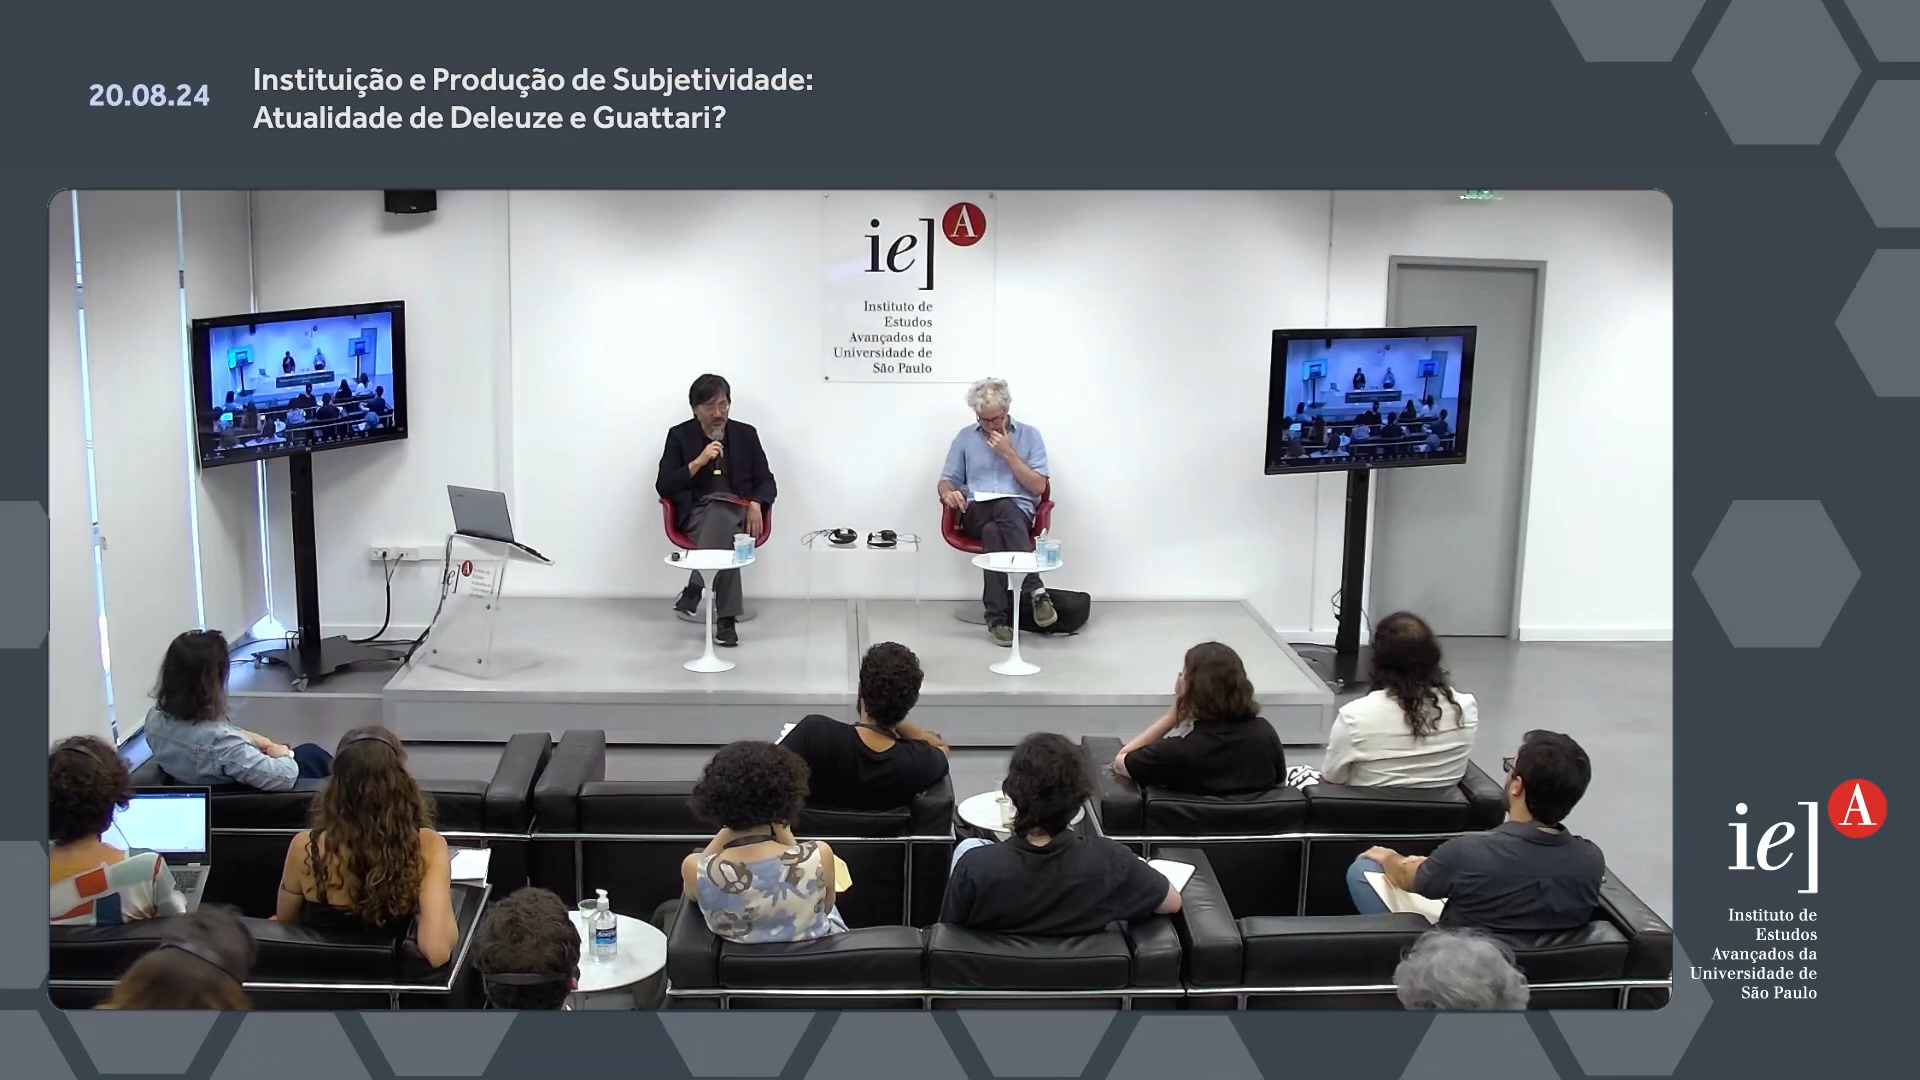 20.08.24
Instituição e Produção de Subjetividade:
Atualidade de Deleuze e Guattari?
ie]A
Instituto de
Estudos
Avançados da
Universidade de
São Paulo
ie]A
ie]A
Instituto de
Estudos
Avançados da
Universidade de
São Paulo